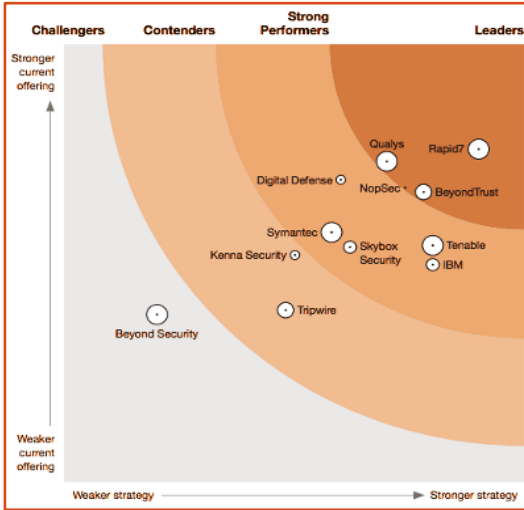 Challengers
Contenders
Strong
Performers
Leaders
Stronger
current
offering
Qualys
Rapid7
Digital Defense
NopSec
BeyondTrust
Symantec
Skybox
Security
Tenable
Kenna Security
IBM
Tripwire
Beyond Security
Weaker
current
offering
Weaker strategy
Stronger strategy